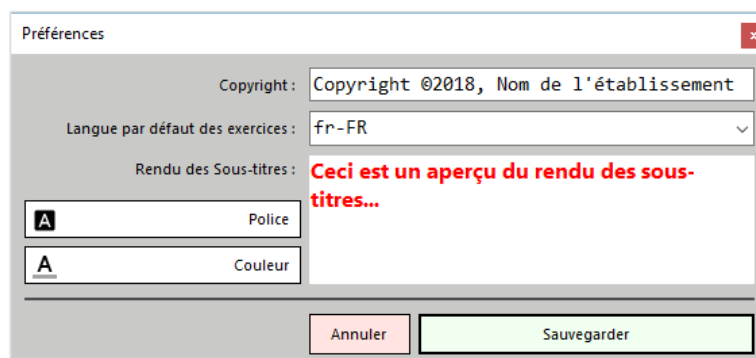 Préférences
Copyright :
Copyright ©2018, Nom de l'établissement
Langue par défaut des exercices :
fr-FR
Rendu des Sous-titres :
Ceci est un aperçu du rendu des sous-
titres...
A Police
A Couleur
Annuler
Sauvegarder